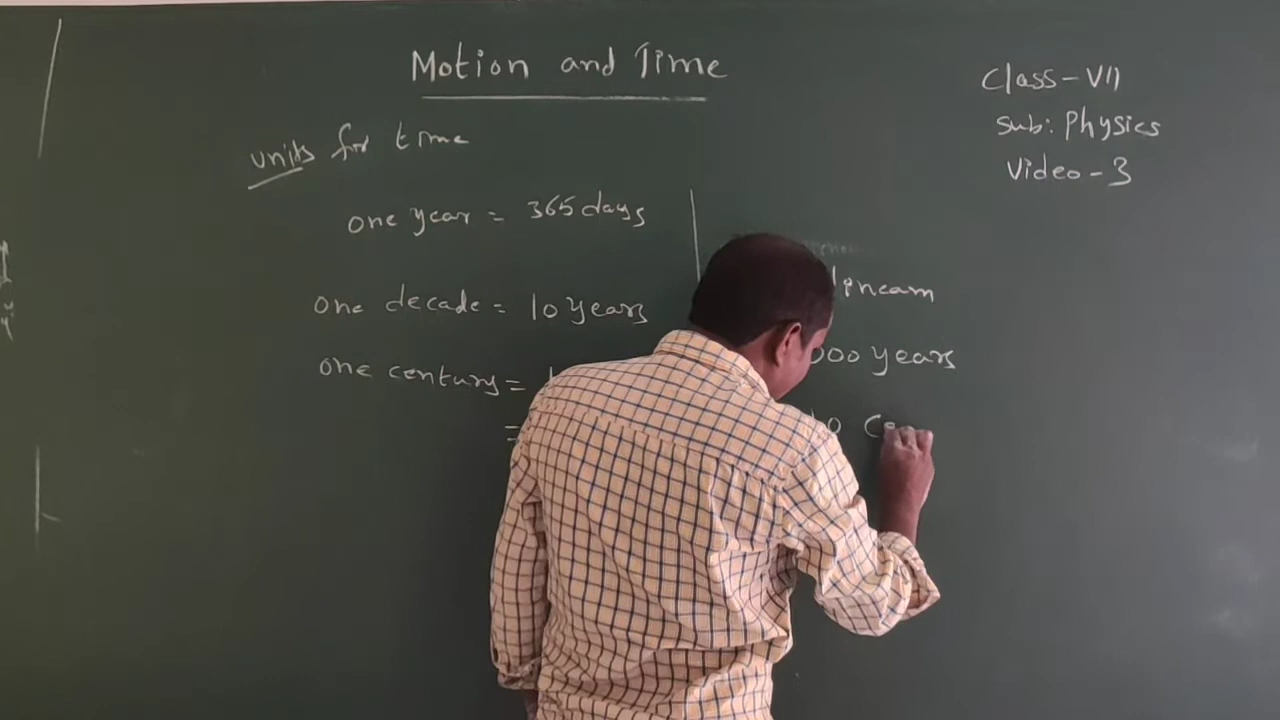 Motion and Time
Class-VII
Sub: Physics
Video-3
units for time
one year = 365 days
one decade = 10 years
one century =
=
000 years
10 Ce